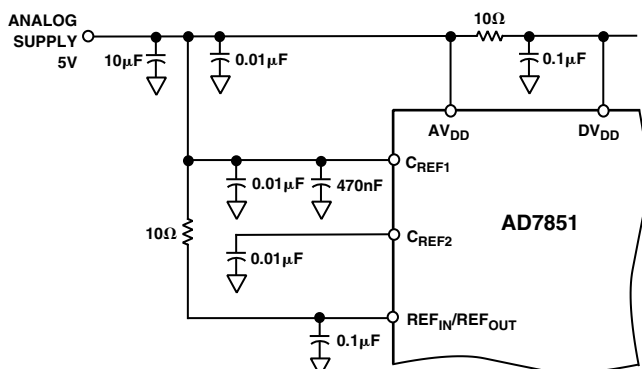 ANALOG
SUPPLY
5V
10µF
0.01µF
10Ω
0.1µF
AVDD
DVDD
CREF1
0.01µF
470nF
AD7851
10Ω
CREF2
0.01µF
REFIN/REFOUT
0.1µF